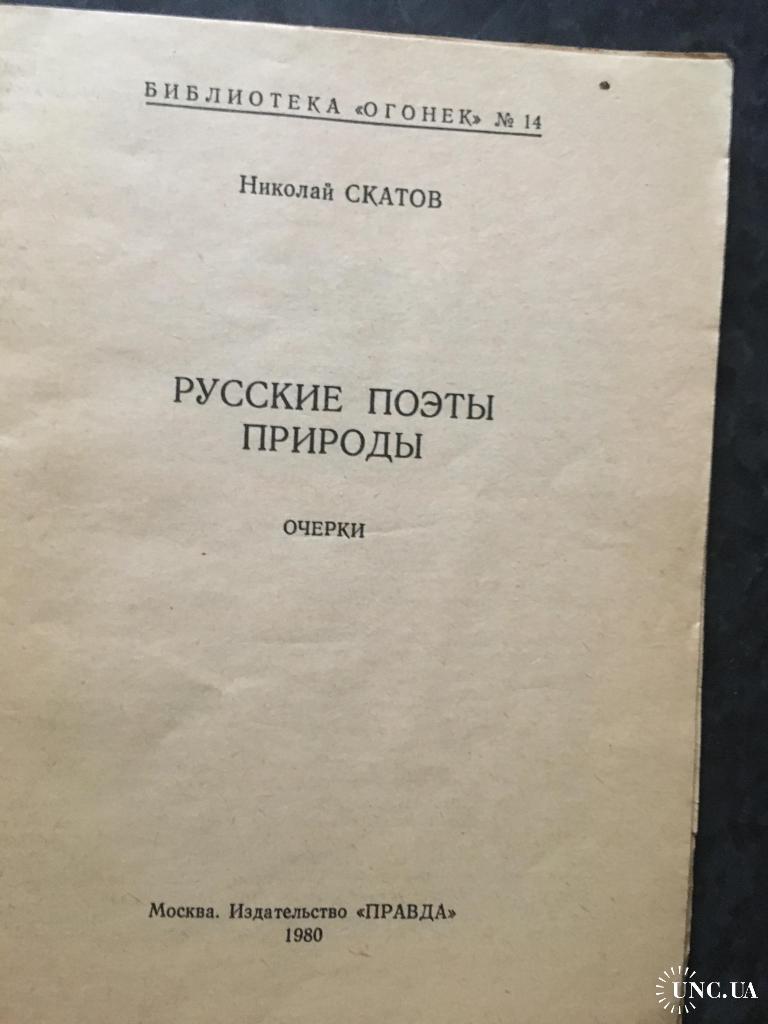 БИБЛИОТЕКА «ОГОНЕК» № 14
Николай СКАТОВ
РУССКИЕ ПОЭТЫ
ПРИРОДЫ
ОЧЕРКИ
Москва. Издательство «ПРАВДА»
1980
UNC.UA